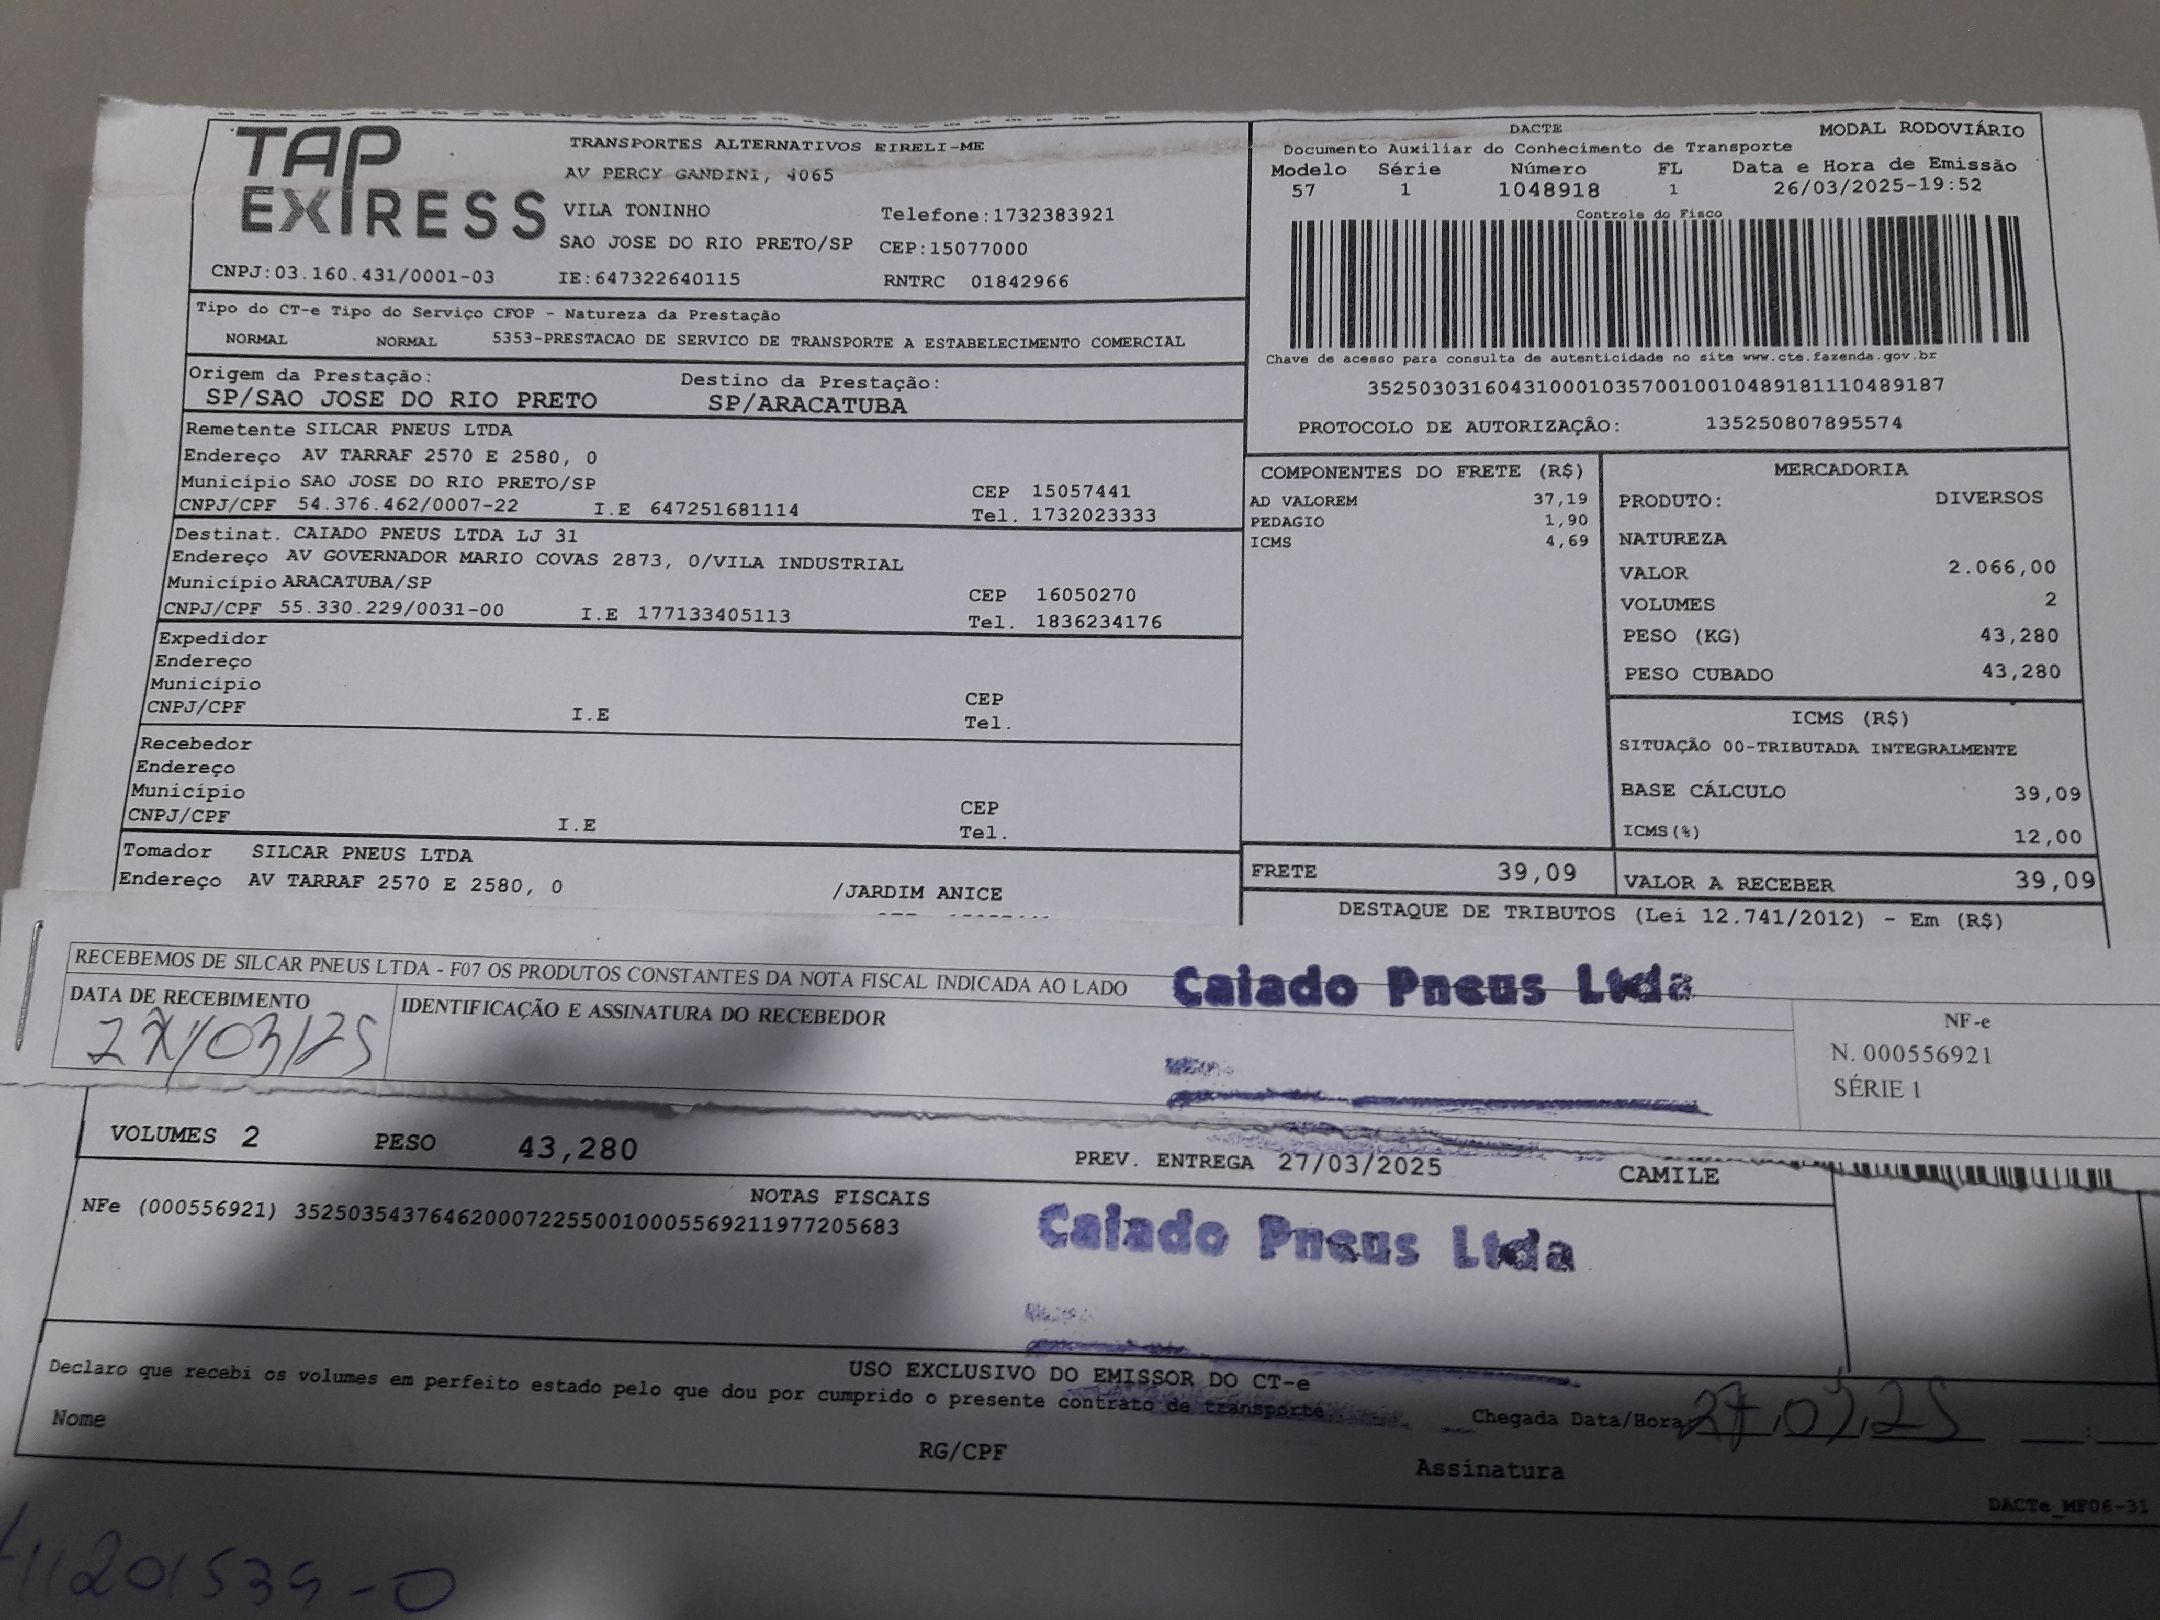 TAP EXPRESS
TRANSPORTES ALTERNATIVOS EIRELI-ME
AV PERCY GANDINI, 4065
VILA TONINHO Telefone:1732383921
SAO JOSE DO RIO PRETO/SP CEP:15077000
CNPJ:03.160.431/0001-03 IE:647322640115 RNTRC 01842966
DACTE MODAL RODOVIÁRIO
Documento Auxiliar do Conhecimento de Transporte
Modelo Série Número FL Data e Hora de Emissão
57 1 1048918 1 26/03/2025-19:52
Controle do Fisco
Chave de acesso para consulta de autenticidade no site www.cte.fazenda.gov.br
35250303160431000103570010010489181110489187
PROTOCOLO DE AUTORIZAÇÃO: 135250807895574
Tipo do CT-e Tipo do Serviço CFOP - Natureza da Prestação
NORMAL NORMAL 5353-PRESTACAO DE SERVICO DE TRANSPORTE A ESTABELECIMENTO COMERCIAL
Origem da Prestação: Destino da Prestação:
SP/SAO JOSE DO RIO PRETO SP/ARACATUBA
Remetente SILCAR PNEUS LTDA
Endereço AV TARRAF 2570 E 2580, 0
Município SAO JOSE DO RIO PRETO/SP CEP 15057441
CNPJ/CPF 54.376.462/0007-22 I.E 647251681114 Tel. 1732023333
Destinat. CAIADO PNEUS LTDA LJ 31
Endereço AV GOVERNADOR MARIO COVAS 2873, 0/VILA INDUSTRIAL
Município ARACATUBA/SP CEP 16050270
CNPJ/CPF 55.330.229/0031-00 I.E 177133405113 Tel. 1836234176
Expedidor
Endereço
Município CEP
CNPJ/CPF I.E Tel.
Recebedor
Endereço
Município CEP
CNPJ/CPF I.E Tel.
Tomador SILCAR PNEUS LTDA
Endereço AV TARRAF 2570 E 2580, 0 /JARDIM ANICE
COMPONENTES DO FRETE (R$)
AD VALOREM 37,19
PEDAGIO 1,90
ICMS 4,69
FRETE 39,09
MERCADORIA
PRODUTO: DIVERSOS
NATUREZA
VALOR 2.066,00
VOLUMES 2
PESO (KG) 43,280
PESO CUBADO 43,280
ICMS (R$)
SITUAÇÃO 00-TRIBUTADA INTEGRALMENTE
BASE CÁLCULO 39,09
ICMS(%) 12,00
VALOR A RECEBER 39,09
DESTAQUE DE TRIBUTOS (Lei 12.741/2012) - Em (R$)
RECEBEMOS DE SILCAR PNEUS LTDA - F07 OS PRODUTOS CONSTANTES DA NOTA FISCAL INDICADA AO LADO
Caiado Pneus Ltda
DATA DE RECEBIMENTO IDENTIFICAÇÃO E ASSINATURA DO RECEBEDOR
27/03/25
NF-e
N. 000556921
SÉRIE 1
VOLUMES 2 PESO 43,280 PREV. ENTREGA 27/03/2025 CAMILE
NOTAS FISCAIS
NFe (000556921) 35250354376462000722550010005569211977205683
Caiado Pneus Ltda
USO EXCLUSIVO DO EMISSOR DO CT-e
Declaro que recebi os volumes em perfeito estado pelo que dou por cumprido o presente contrato de transporte
Chegada Data/Hora 27,03,25 :
Nome RG/CPF Assinatura
DACTe_MF06-31